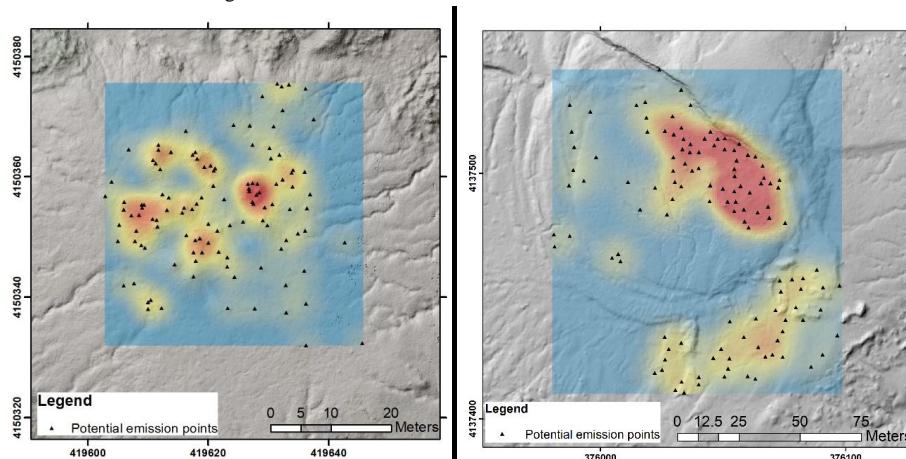 4150380
4150360
4150340
4150320
Legend
Potential emission points
0 5 10 20
Meters
419600 419620 419640
4137500
4137400
Legend
Potential emission points
0 12.5 25 50 75
Meters
376000 376100